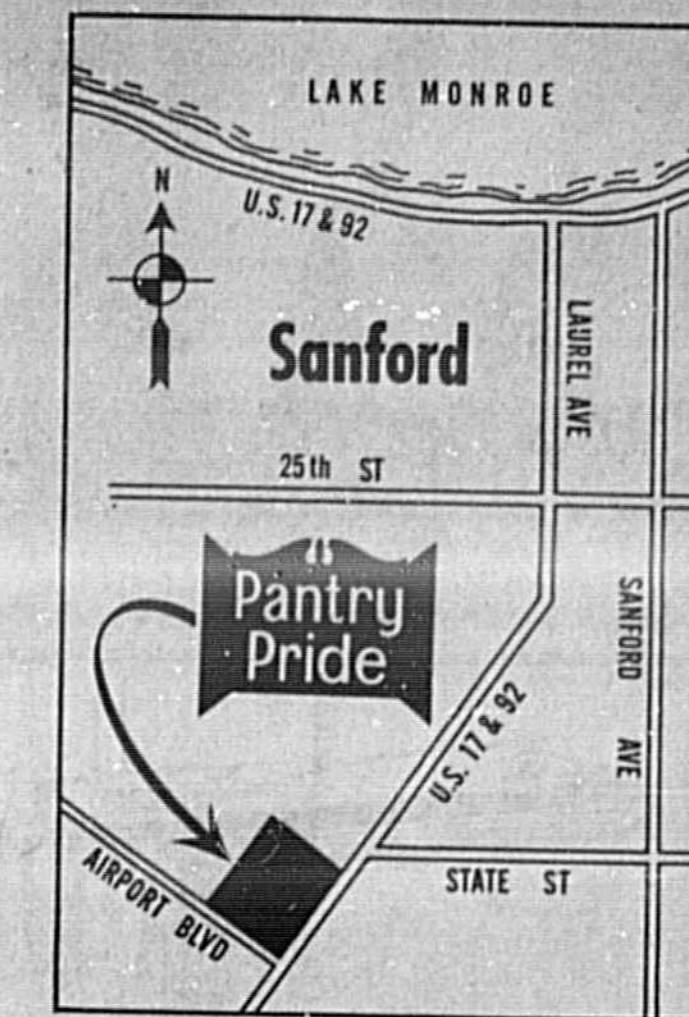 LAKE MONROE
N
U.S. 17 & 92
Sanford
LAUREL AVE
25th ST
Pantry
Pride
SANFORD AVE
U.S. 17 & 92
AIRPORT BLVD
STATE ST